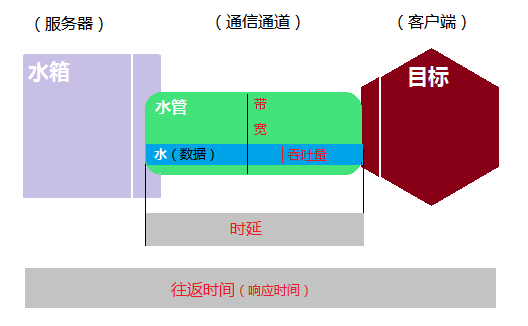 （服务器）
（通信通道）
（客户端）
水箱
目标
水管
带
宽
水（数据）
吞吐量
时延
往返时间（响应时间）